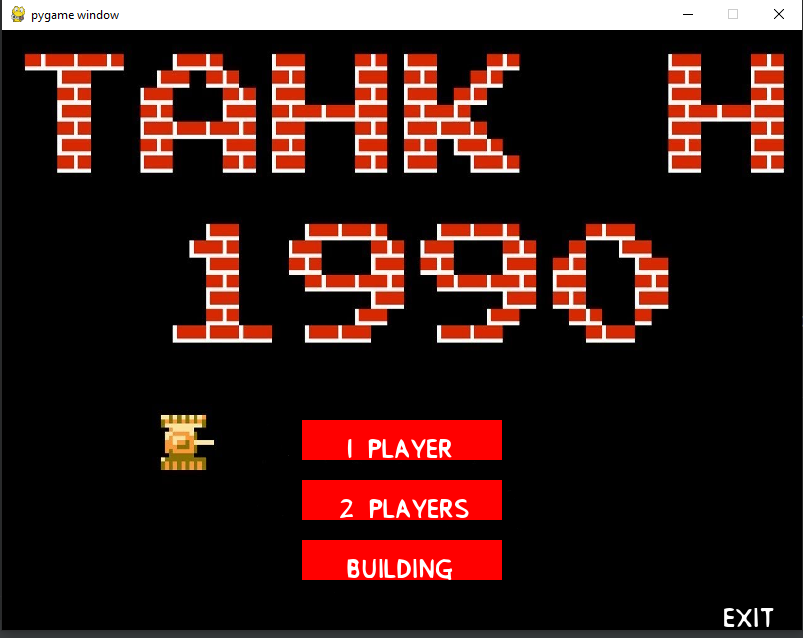 pygame window
ТАНК Н
1990
1 PLAYER
2 PLAYERS
BUILDING
EXIT